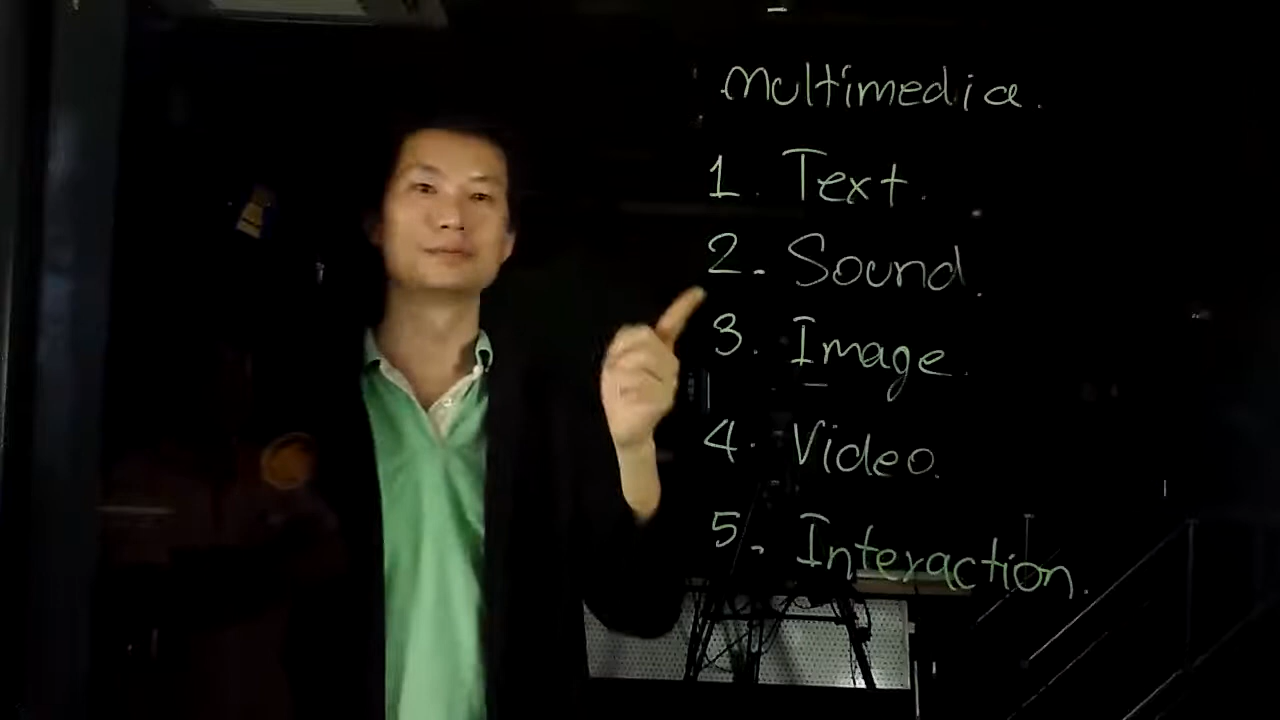 multimedia.
1. Text.
2. Sound.
3. Image.
4. Video.
5. Interaction.